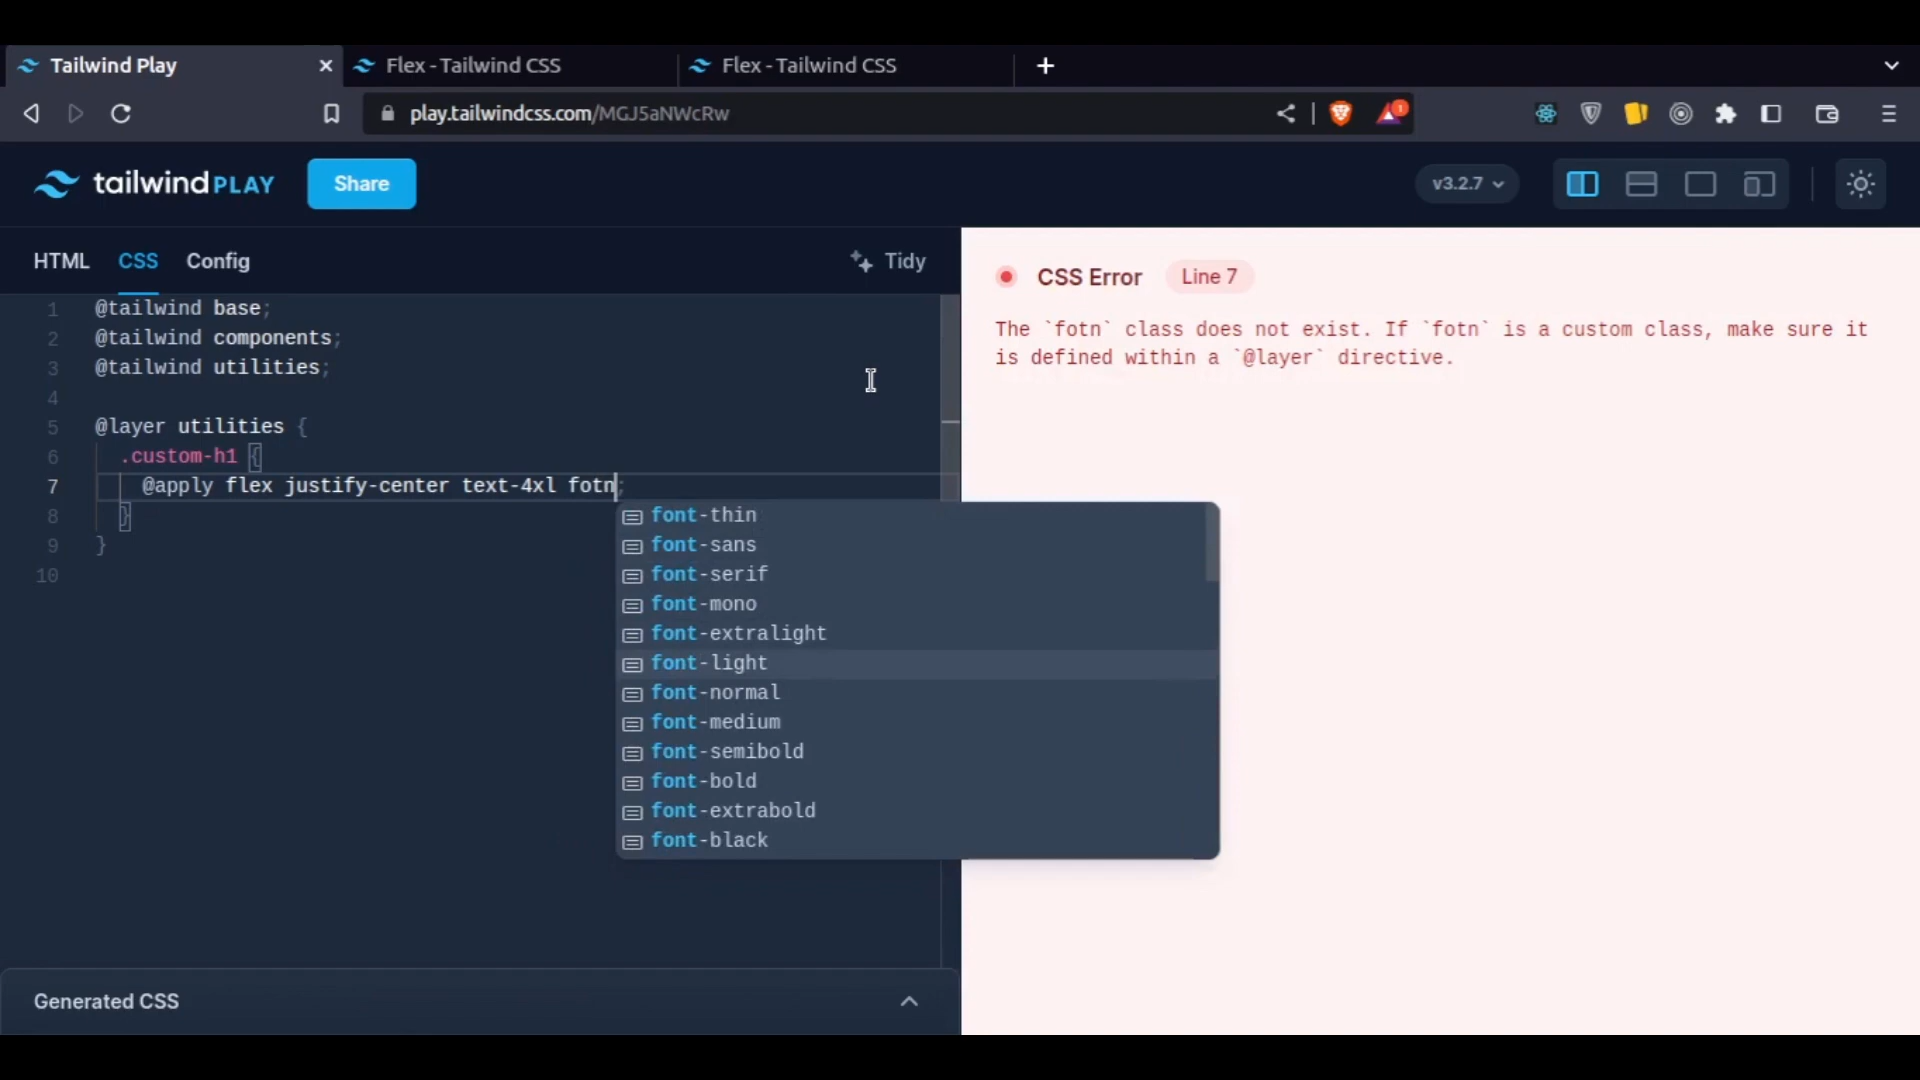 Tailwind Play
Flex - Tailwind CSS
Flex - Tailwind CSS
play.tailwindcss.com/MGJ5aNWcRw
1
tailwind PLAY
Share
v3.2.7
HTML
CSS
Config
Tidy
1 @tailwind base;
2 @tailwind components;
3 @tailwind utilities;
4
5 @layer utilities {
6 .custom-h1 {
7 @apply flex justify-center text-4xl fotn;
8 }
9 }
10
font-thin
font-sans
font-serif
font-mono
font-extralight
font-light
font-normal
font-medium
font-semibold
font-bold
font-extrabold
font-black
Generated CSS
CSS Error
Line 7
The `fotn` class does not exist. If `fotn` is a custom class, make sure it
is defined within a `@layer` directive.